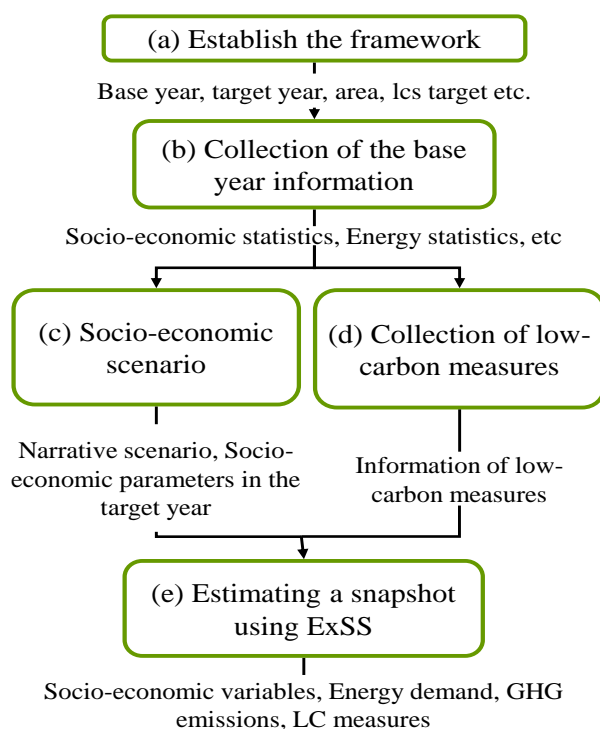 (a) Establish the framework
Base year, target year, area, lcs target etc.
(b) Collection of the base
year information
Socio-economic statistics, Energy statistics, etc
(c) Socio-economic
scenario
(d) Collection of low-
carbon measures
Narrative scenario, Socio-
economic parameters in the
target year
Information of low-
carbon measures
(e) Estimating a snapshot
using ExSS
Socio-economic variables, Energy demand, GHG
emissions, LC measures